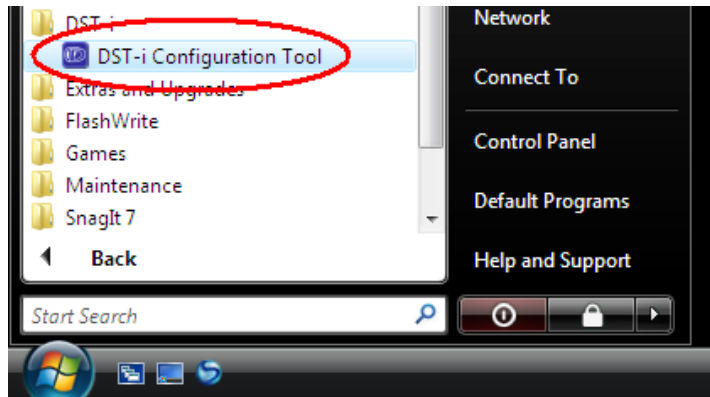 DST-i
DST-i Configuration Tool
Extras and Upgrades
FlashWrite
Games
Maintenance
SnagIt 7
Back
Start Search
Network
Connect To
Control Panel
Default Programs
Help and Support